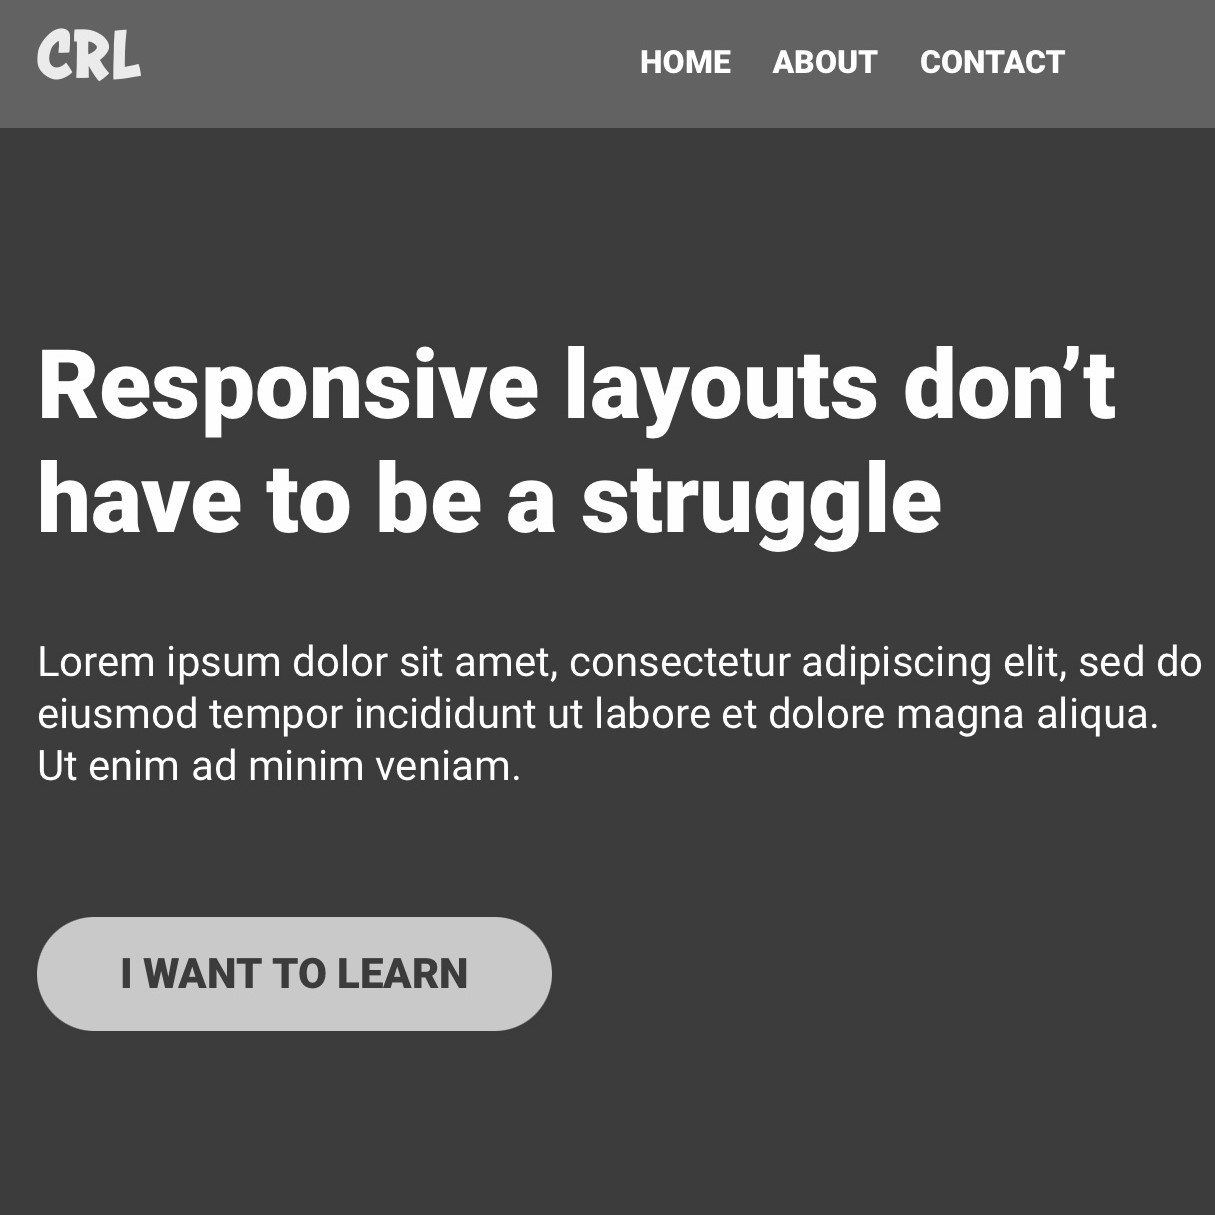 CRL
HOME ABOUT CONTACT
Responsive layouts don’t
have to be a struggle
Lorem ipsum dolor sit amet, consectetur adipiscing elit, sed do
eiusmod tempor incididunt ut labore et dolore magna aliqua.
Ut enim ad minim veniam.
I WANT TO LEARN